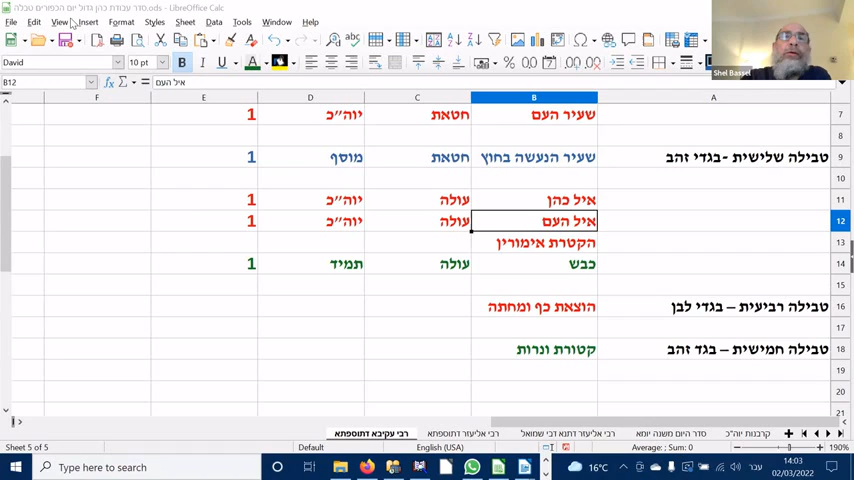 סדר עבודת כהן גדול יום הכפורים טבלה.ods - LibreOffice Calc
File Edit View Insert Format Styles Sheet Data Tools Window Help
David 10 pt B I U A
B12 איל העם
F E D C B A
שעיר העם חטאת יוה״כ 1 7
8
טבילה שלישית -בגדי זהב שעיר הנעשה בחוץ חטאת מוסף 1 9
10
איל כהן עולה יוה״כ 1 11
איל העם עולה יוה״כ 1 12
הקטרת אימורין 13
כבש עולה תמיד 1 14
15
טבילה רביעית – בגדי לבן הוצאת כף ומחתה 16
17
טבילה חמישית – בגד זהב קטורת ונרות 18
19
20
21
רבי עקיבא דתוספתא רבי אליעזר דתוספתא רבי אליעזר דתנא דבי שמואל סדר היום משנה יומא קרבנות יוה"כ
Sheet 5 of 5 Default English (USA) Average: ; Sum: 0 190%
Type here to search 16°C עבר 14:03
02/03/2022
Shel Bassel